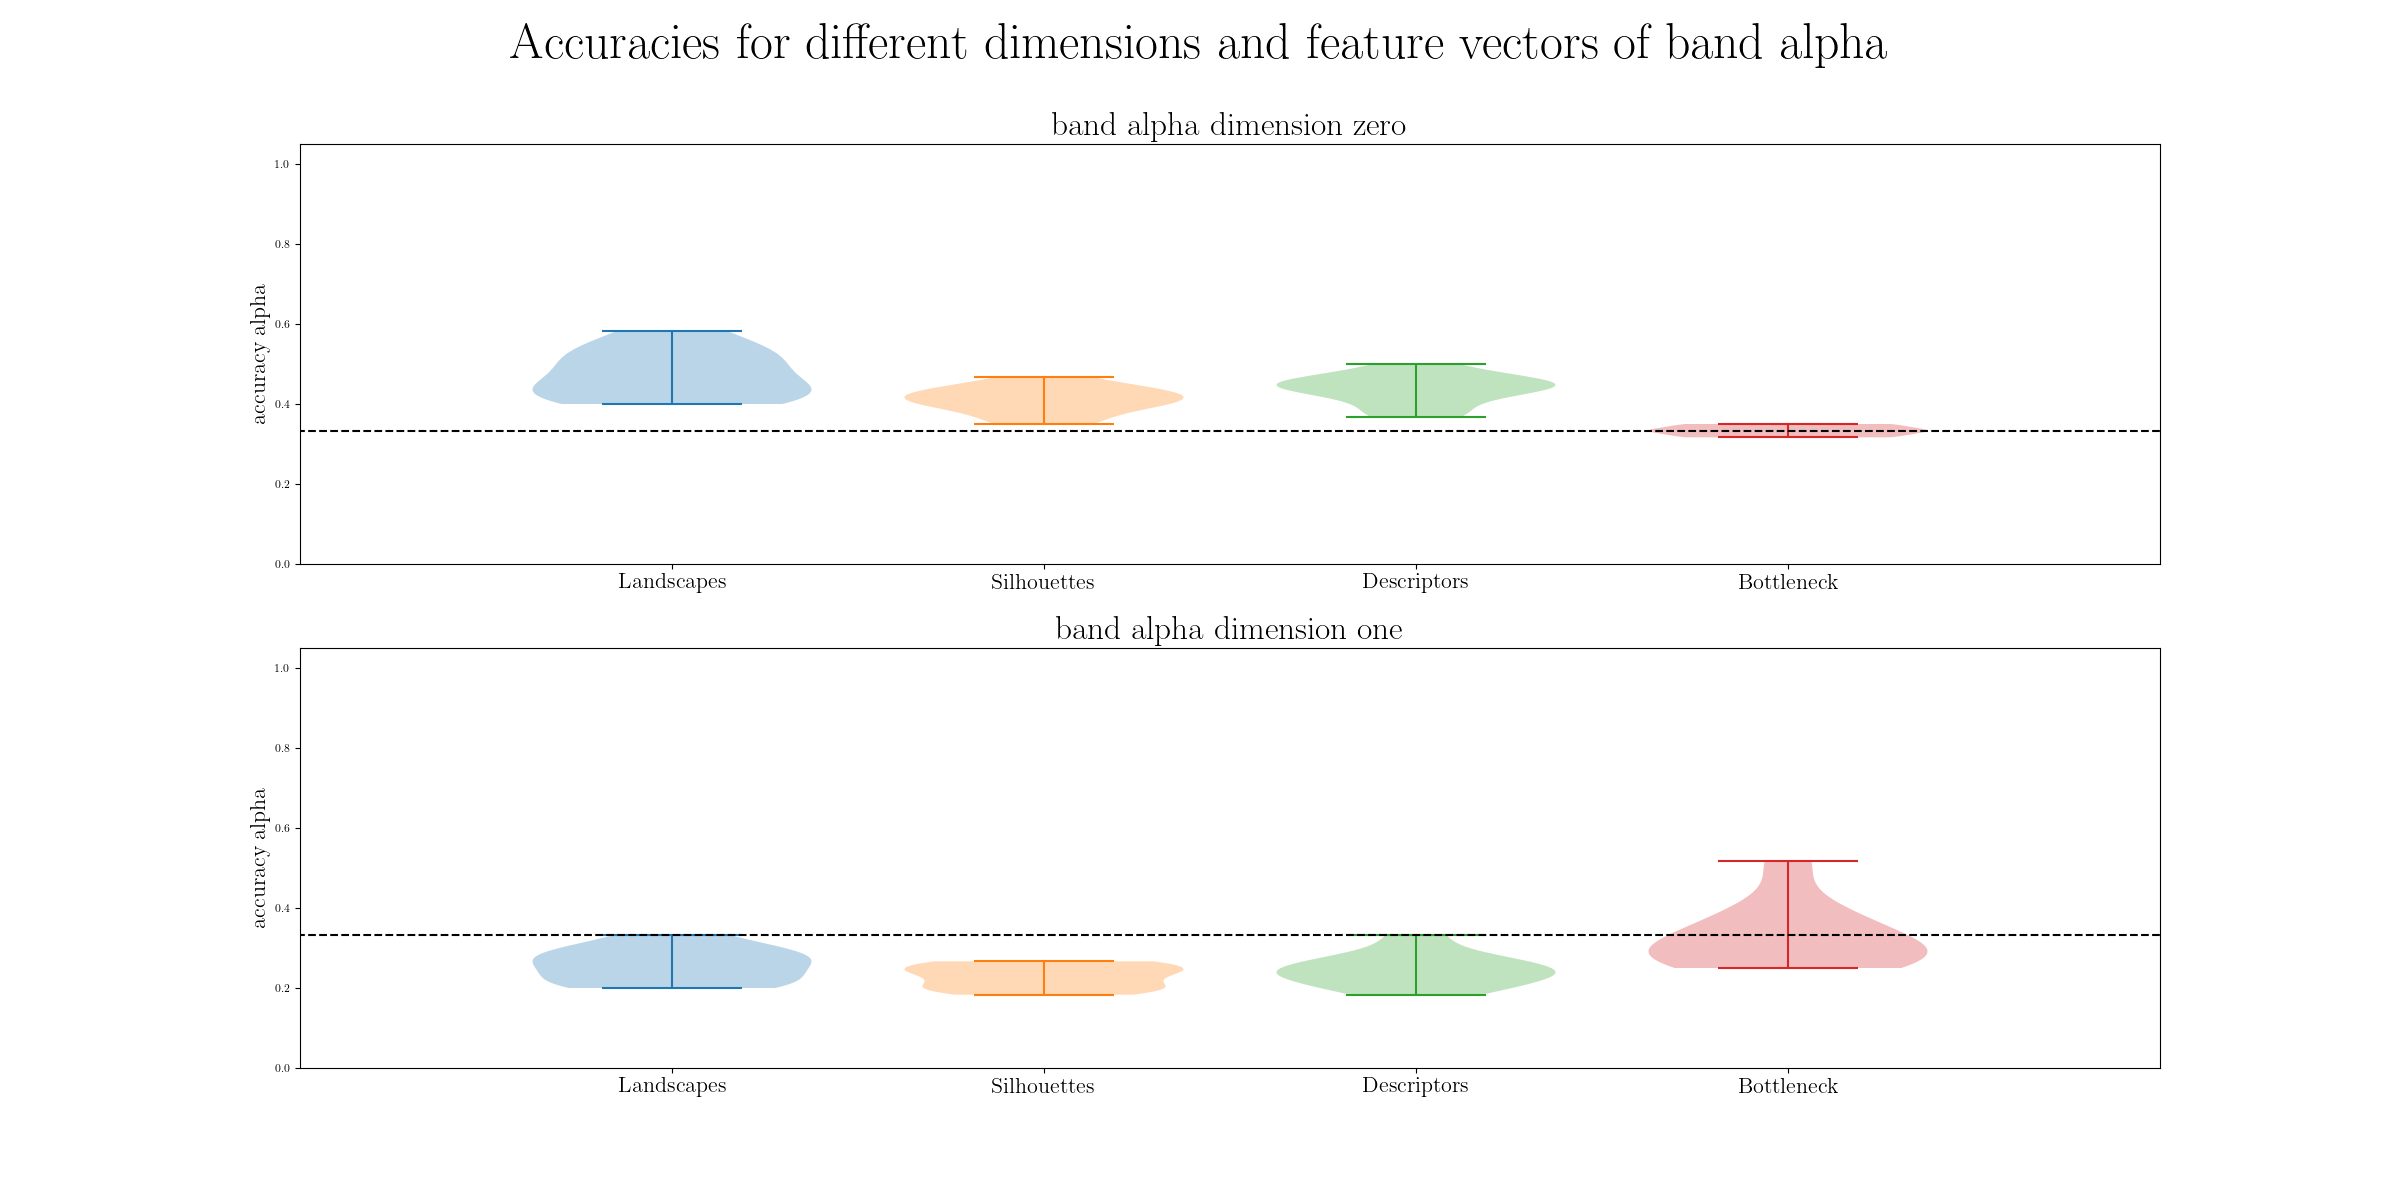 Accuracies for different dimensions and feature vectors of band alpha
band alpha dimension zero
accuracy alpha
1.0
0.8
0.6
0.4
0.2
0.0
Landscapes Silhouettes Descriptors Bottleneck
band alpha dimension one
accuracy alpha
1.0
0.8
0.6
0.4
0.2
0.0
Landscapes Silhouettes Descriptors Bottleneck